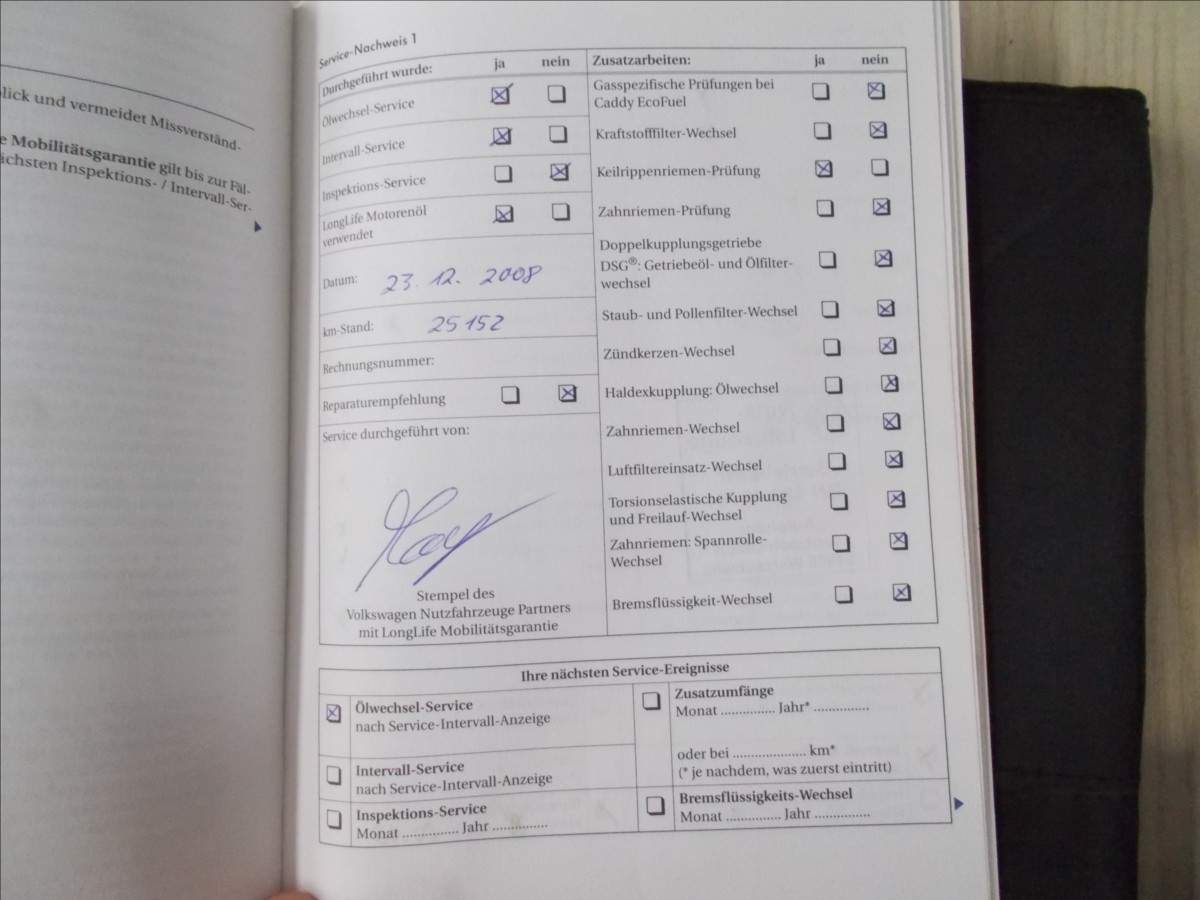 lick und vermeidet Missverständ-
e Mobilitätsgarantie gilt bis zur Fäl-
ichsten Inspektions- / Intervall-Ser-
Service-Nachweis 1
Durchgeführt wurde: ja nein
Ölwechsel-Service
Intervall-Service
Inspektions-Service
LongLife Motorenöl
verwendet
Datum: 23. 12. 2008
km-Stand: 25152
Rechnungsnummer:
Reparaturempfehlung
Service durchgeführt von:
Stempel des
Volkswagen Nutzfahrzeuge Partners
mit LongLife Mobilitätsgarantie
Zusatzarbeiten: ja nein
Gasspezifische Prüfungen bei
Caddy EcoFuel
Kraftstofffilter-Wechsel
Keilrippenriemen-Prüfung
Zahnriemen-Prüfung
Doppelkupplungsgetriebe
DSG®: Getriebeöl- und Ölfilter-
wechsel
Staub- und Pollenfilter-Wechsel
Zündkerzen-Wechsel
Haldexkupplung: Ölwechsel
Zahnriemen-Wechsel
Luftfiltereinsatz-Wechsel
Torsionselastische Kupplung
und Freilauf-Wechsel
Zahnriemen: Spannrolle-
Wechsel
Bremsflüssigkeit-Wechsel
Ihre nächsten Service-Ereignisse
Ölwechsel-Service
nach Service-Intervall-Anzeige
Intervall-Service
nach Service-Intervall-Anzeige
Inspektions-Service
Monat ............... Jahr ...............
Zusatzumfänge
Monat ............... Jahr* ...............
oder bei .................... km*
(* je nachdem, was zuerst eintritt)
Bremsflüssigkeits-Wechsel
Monat ............... Jahr ...............